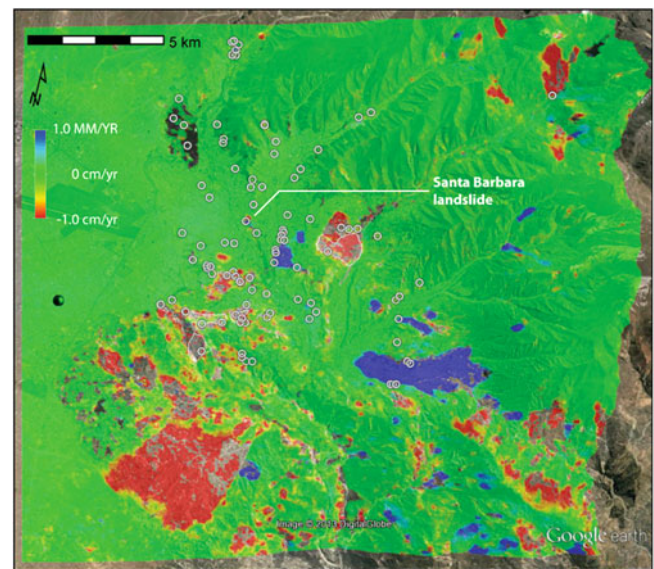 5 km
N
1.0 MM/YR
0 cm/yr
-1.0 cm/yr
Santa Barbara
landslide
Image © 2013 DigitalGlobe
Google earth